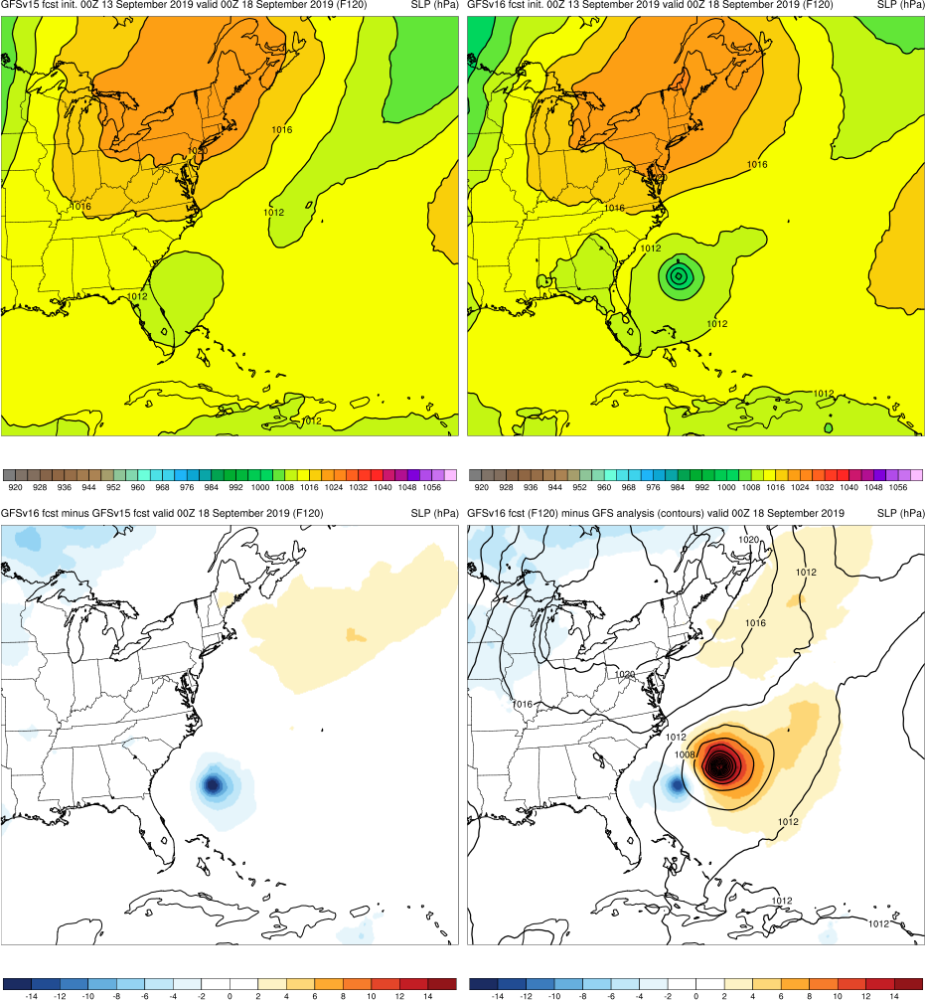 GFSv15 fcst init. 00Z 13 September 2019 valid 00Z 18 September 2019 (F120) SLP (hPa)
GFSv16 fcst init. 00Z 13 September 2019 valid 00Z 18 September 2019 (F120) SLP (hPa)
1016
1020
1016
1012
1012
1012
1016
1020
1016
1012
1012
1012
920 928 936 944 952 960 968 976 984 992 1000 1008 1016 1024 1032 1040 1048 1056
920 928 936 944 952 960 968 976 984 992 1000 1008 1016 1024 1032 1040 1048 1056
GFSv16 fcst minus GFSv15 fcst valid 00Z 18 September 2019 (F120) SLP (hPa)
GFSv16 fcst (F120) minus GFS analysis (contours) valid 00Z 18 September 2019 SLP (hPa)
1020
1012
1016
1020
1016
1012
1008
1012
1012
1012
-14 -12 -10 -8 -6 -4 -2 0 2 4 6 8 10 12 14
-14 -12 -10 -8 -6 -4 -2 0 2 4 6 8 10 12 14